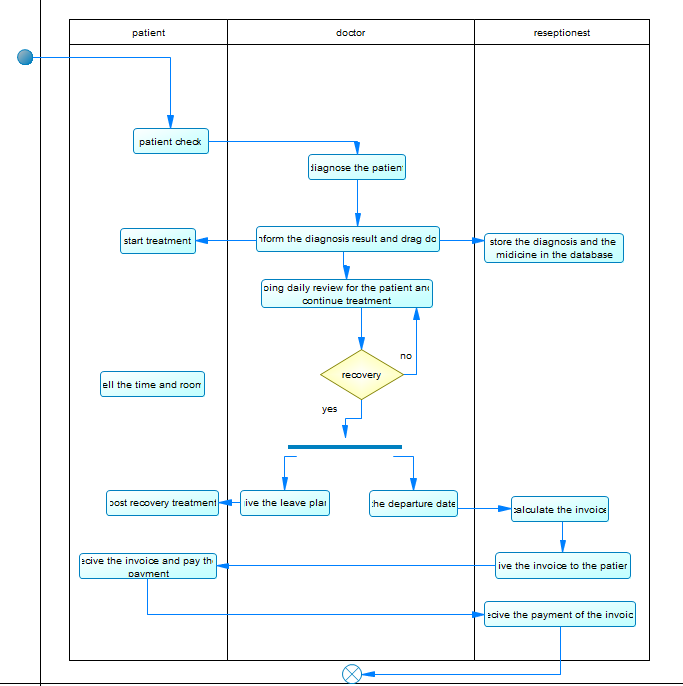 patient
doctor
reseptionest
patient check
diagnose the patient
start treatment
nform the diagnosis result and drag do
store the diagnosis and the
midicine in the database
oing daily review for the patient and
continue treatment
no
recovery
ell the time and room
yes
post recovery treatment
ive the leave plan
he departure date
calculate the invoice
ecive the invoice and pay th
payment
ive the invoice to the patien
ecive the payment of the invoic